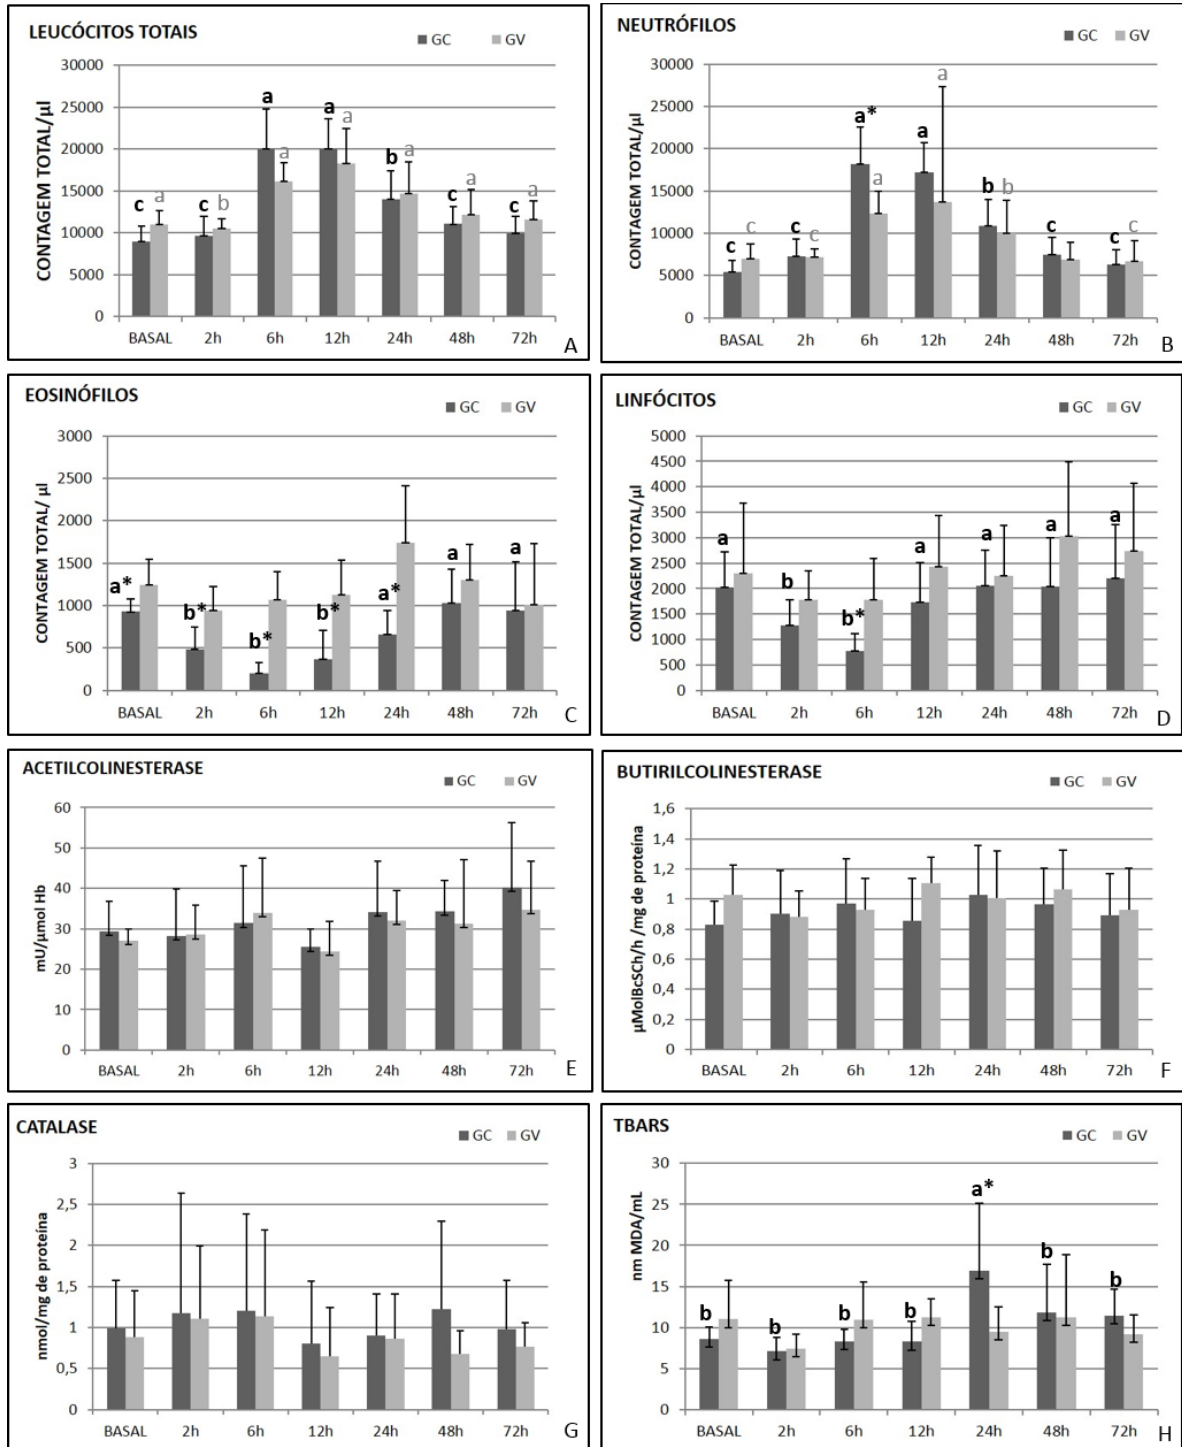 LEUCÓCITOS TOTAIS
GC GV
CONTAGEM TOTAL/µl
30000
25000
20000
15000
10000
5000
0
c a c b a a a a b a c a c a
BASAL 2h 6h 12h 24h 48h 72h
A
NEUTRÓFILOS
GC GV
CONTAGEM TOTAL/µl
30000
25000
20000
15000
10000
5000
0
c c c c a* a a a b b c c c
BASAL 2h 6h 12h 24h 48h 72h
B
EOSINÓFILOS
GC GV
CONTAGEM TOTAL/ µl
3000
2500
2000
1500
1000
500
0
a* b* b* b* a* a a
BASAL 2h 6h 12h 24h 48h 72h
C
LINFÓCITOS
GC GV
CONTAGEM TOTAL/µl
5000
4500
4000
3500
3000
2500
2000
1500
1000
500
0
a b b* a a a a
BASAL 2h 6h 12h 24h 48h 72h
D
ACETILCOLINESTERASE
GC GV
mU/µmol Hb
60
50
40
30
20
10
0
BASAL 2h 6h 12h 24h 48h 72h
E
BUTIRILCOLINESTERASE
GC GV
µMolBcSCh/h /mg de proteína
1,6
1,4
1,2
1
0,8
0,6
0,4
0,2
0
BASAL 2h 6h 12h 24h 48h 72h
F
CATALASE
GC GV
nmol/mg de proteína
3
2,5
2
1,5
1
0,5
0
BASAL 2h 6h 12h 24h 48h 72h
G
TBARS
GC GV
nm MDA/mL
30
25
20
15
10
5
0
b b b b a* b b
BASAL 2h 6h 12h 24h 48h 72h
H